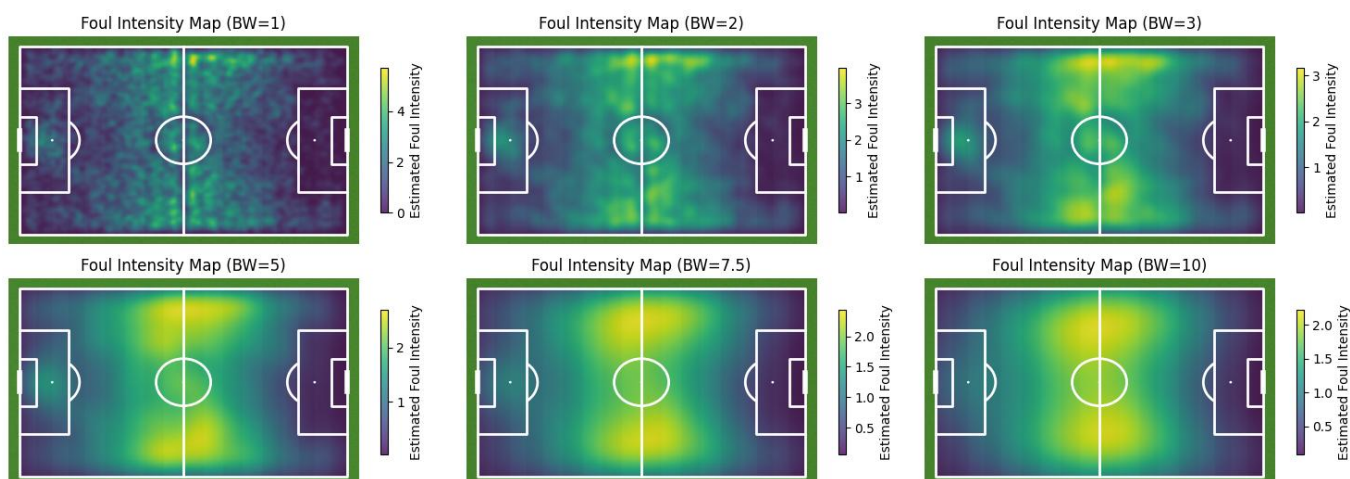 Foul Intensity Map (BW=1)
4
2
0
Estimated Foul Intensity
Foul Intensity Map (BW=2)
3
2
1
Estimated Foul Intensity
Foul Intensity Map (BW=3)
3
2
1
Estimated Foul Intensity
Foul Intensity Map (BW=5)
2
1
Estimated Foul Intensity
Foul Intensity Map (BW=7.5)
2.0
1.5
1.0
0.5
Estimated Foul Intensity
Foul Intensity Map (BW=10)
2.0
1.5
1.0
0.5
Estimated Foul Intensity